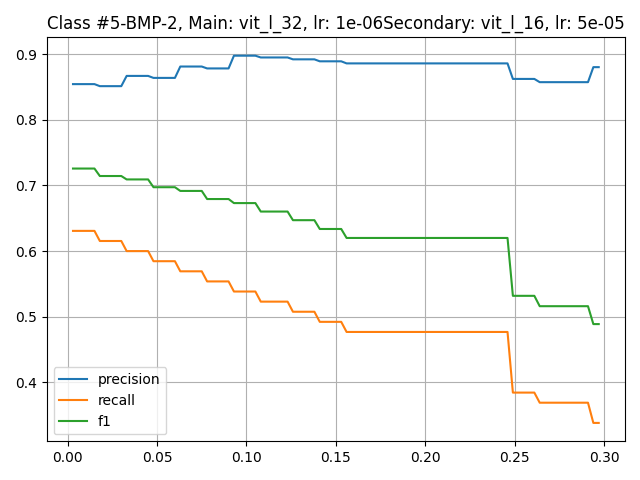 Class #5-BMP-2, Main: vit_l_32, lr: 1e-06Secondary: vit_l_16, lr: 5e-05
0.9
0.8
0.7
0.6
0.5
0.4
precision
recall
f1
0.00 0.05 0.10 0.15 0.20 0.25 0.30